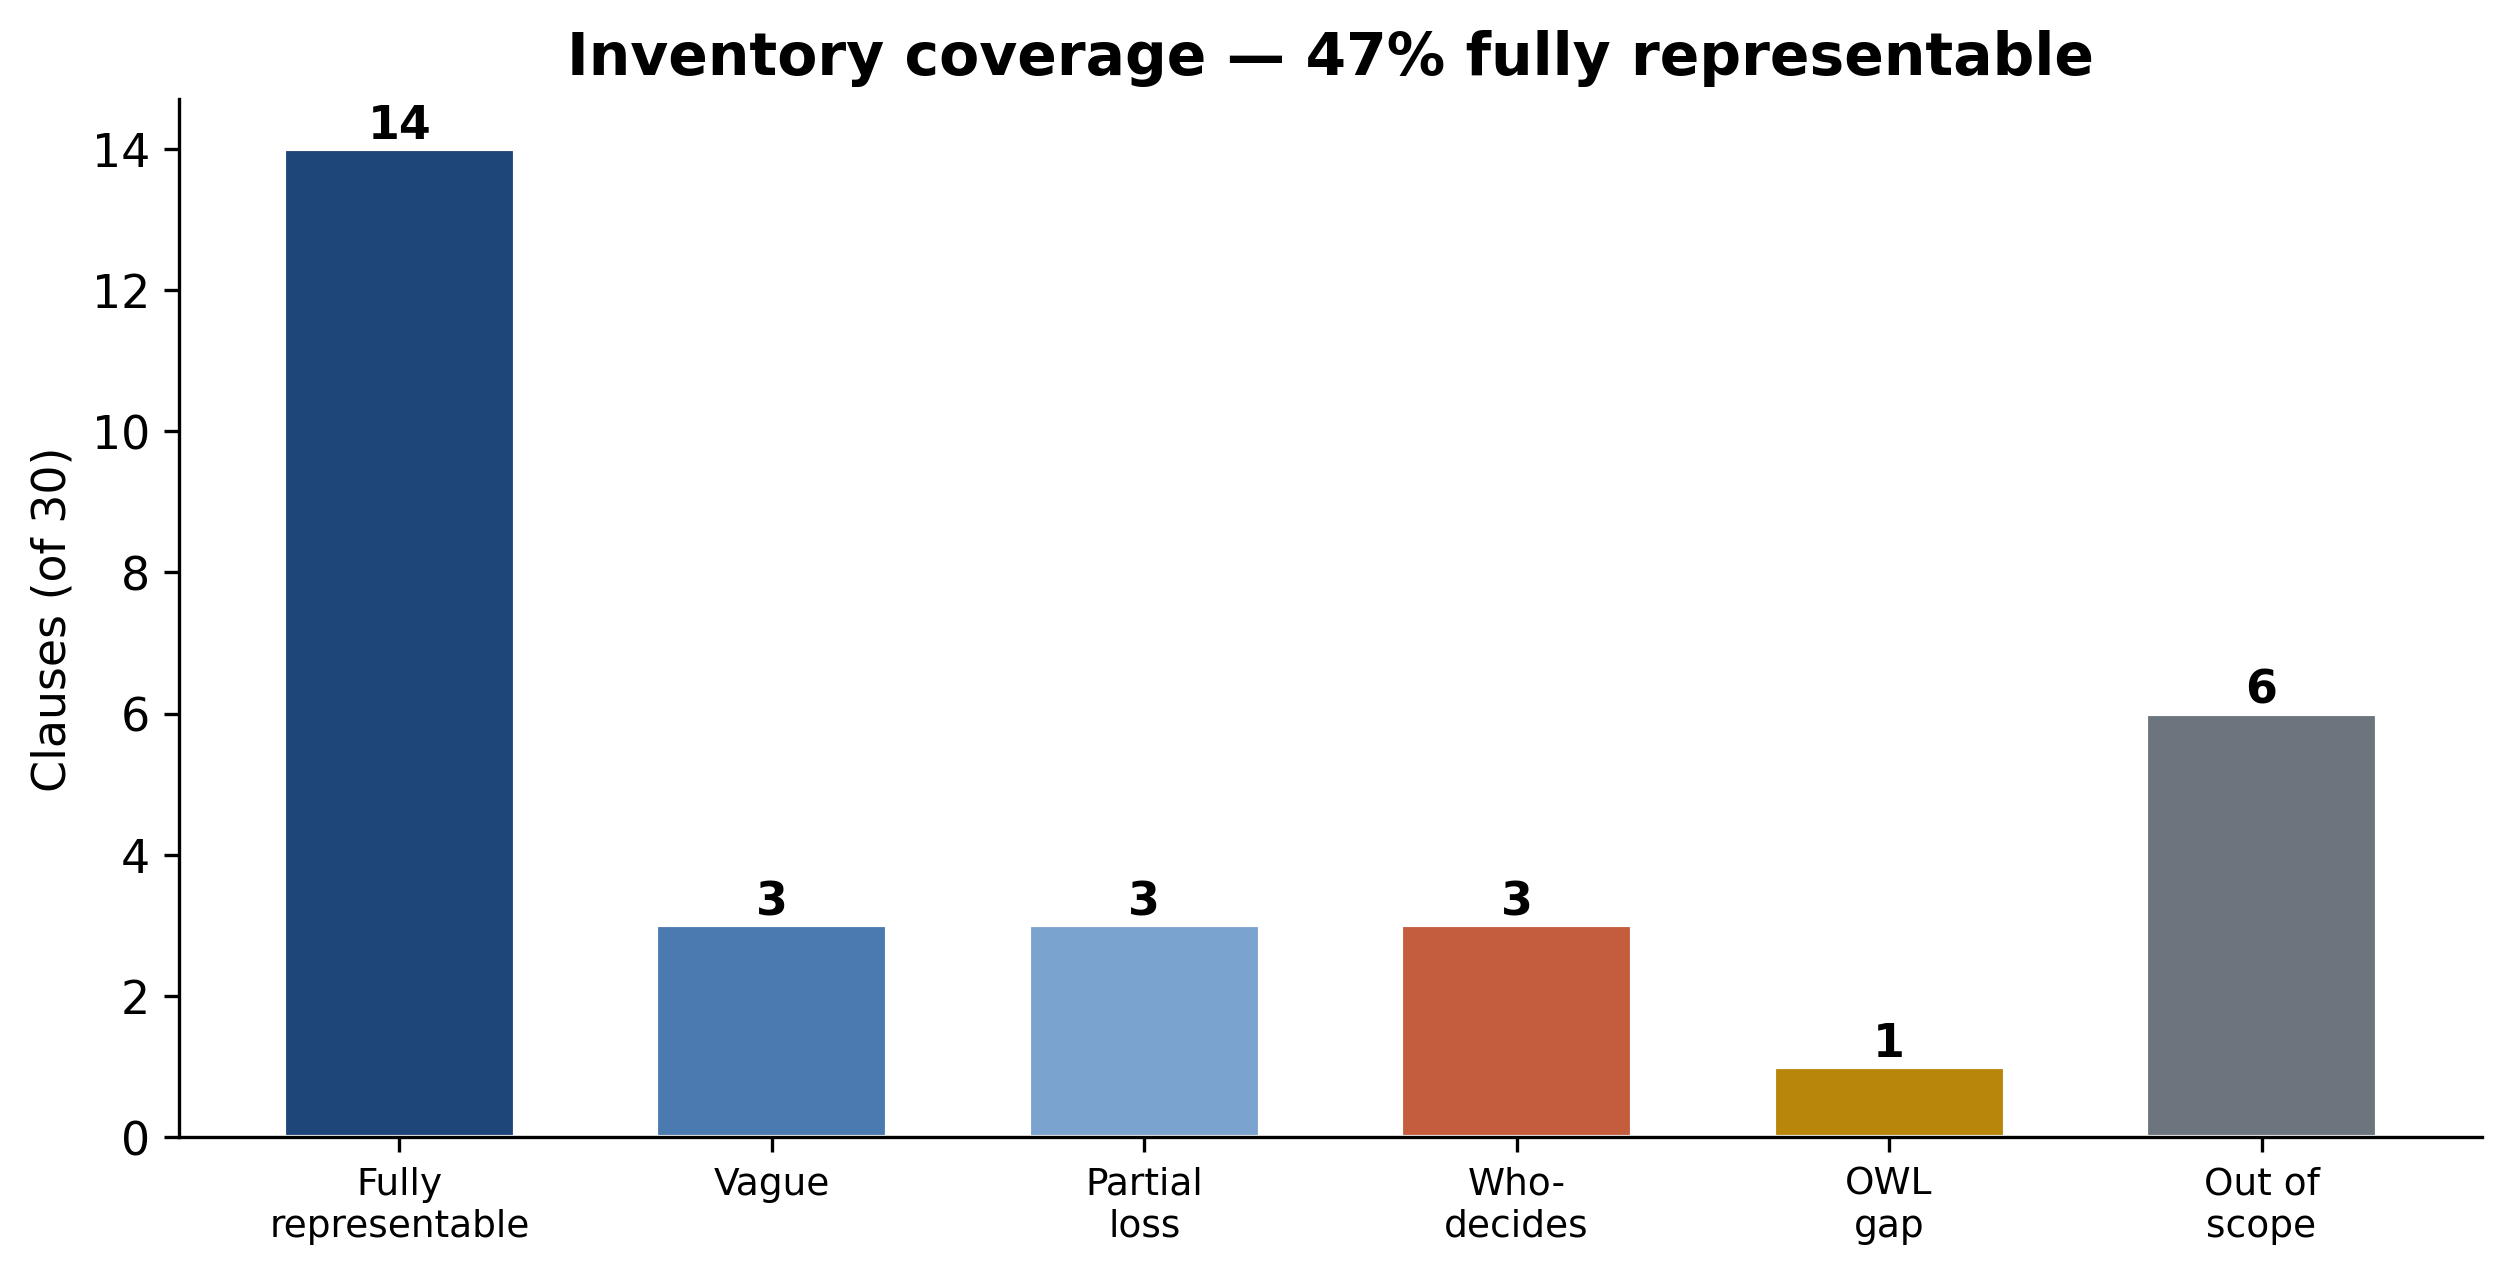 Inventory coverage — 47% fully representable
Clauses (of 30)
14
12
10
8
6
4
2
0
14
3
3
3
1
6
Fully
representable
Vague
Partial
loss
Who-
decides
OWL
gap
Out of
scope